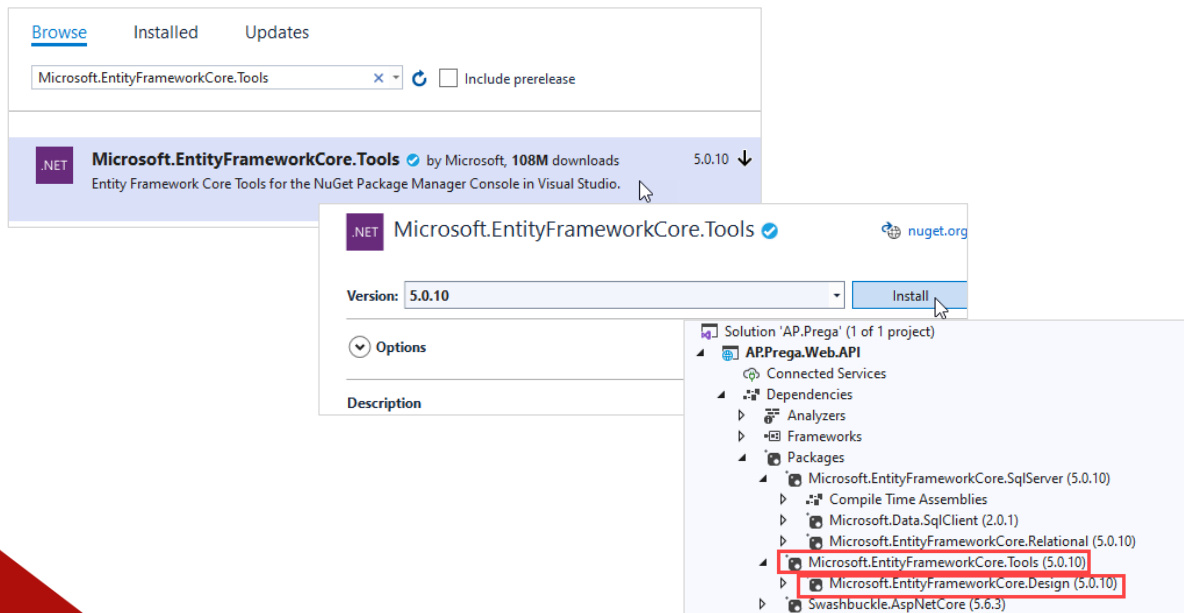 Browse Installed Updates
Microsoft.EntityFrameworkCore.Tools Include prerelease
.NET Microsoft.EntityFrameworkCore.Tools by Microsoft, 108M downloads 5.0.10
Entity Framework Core Tools for the NuGet Package Manager Console in Visual Studio.
.NET Microsoft.EntityFrameworkCore.Tools nuget.org
Version: 5.0.10 Install
Options
Description
Solution 'AP.Prega' (1 of 1 project)
AP.Prega.Web.API
Connected Services
Dependencies
Analyzers
Frameworks
Packages
Microsoft.EntityFrameworkCore.SqlServer (5.0.10)
Compile Time Assemblies
Microsoft.Data.SqlClient (2.0.1)
Microsoft.EntityFrameworkCore.Relational (5.0.10)
Microsoft.EntityFrameworkCore.Tools (5.0.10)
Microsoft.EntityFrameworkCore.Design (5.0.10)
Swashbuckle.AspNetCore (5.6.3)